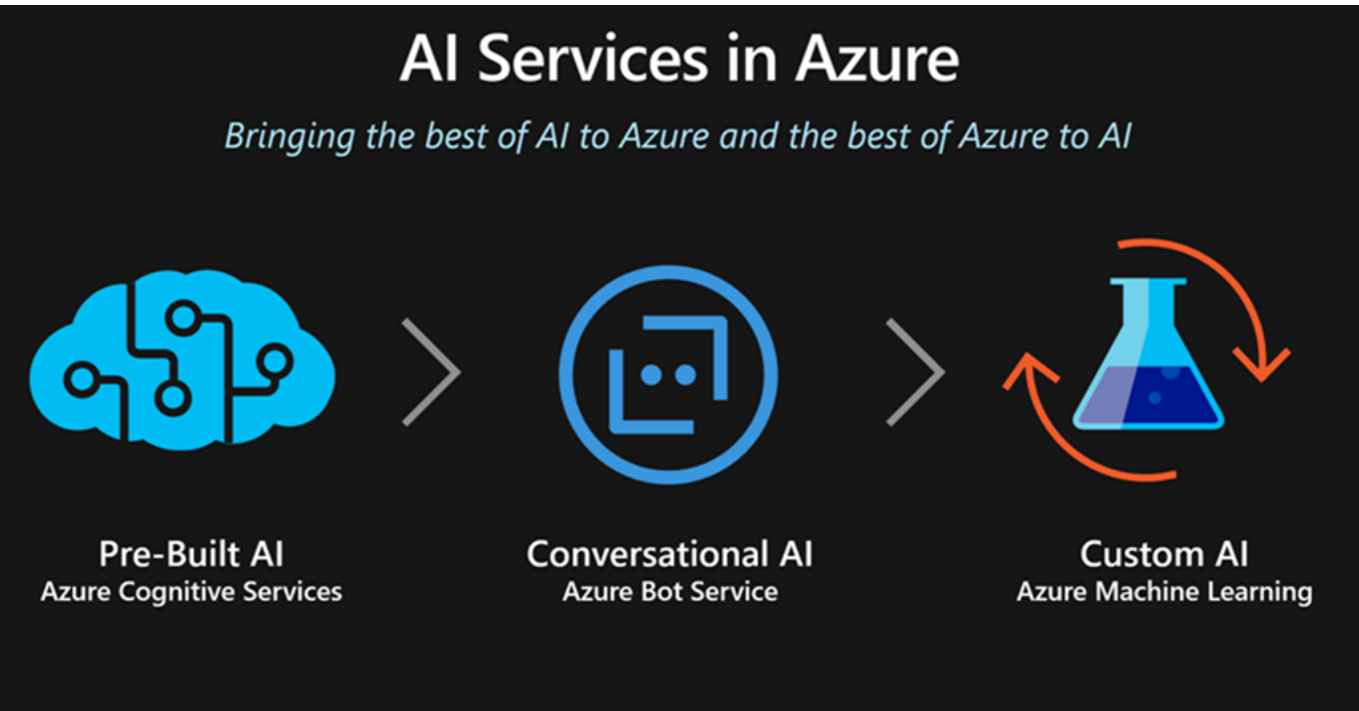 AI Services in Azure
Bringing the best of AI to Azure and the best of Azure to AI
Pre-Built AI
Azure Cognitive Services
Conversational AI
Azure Bot Service
Custom AI
Azure Machine Learning